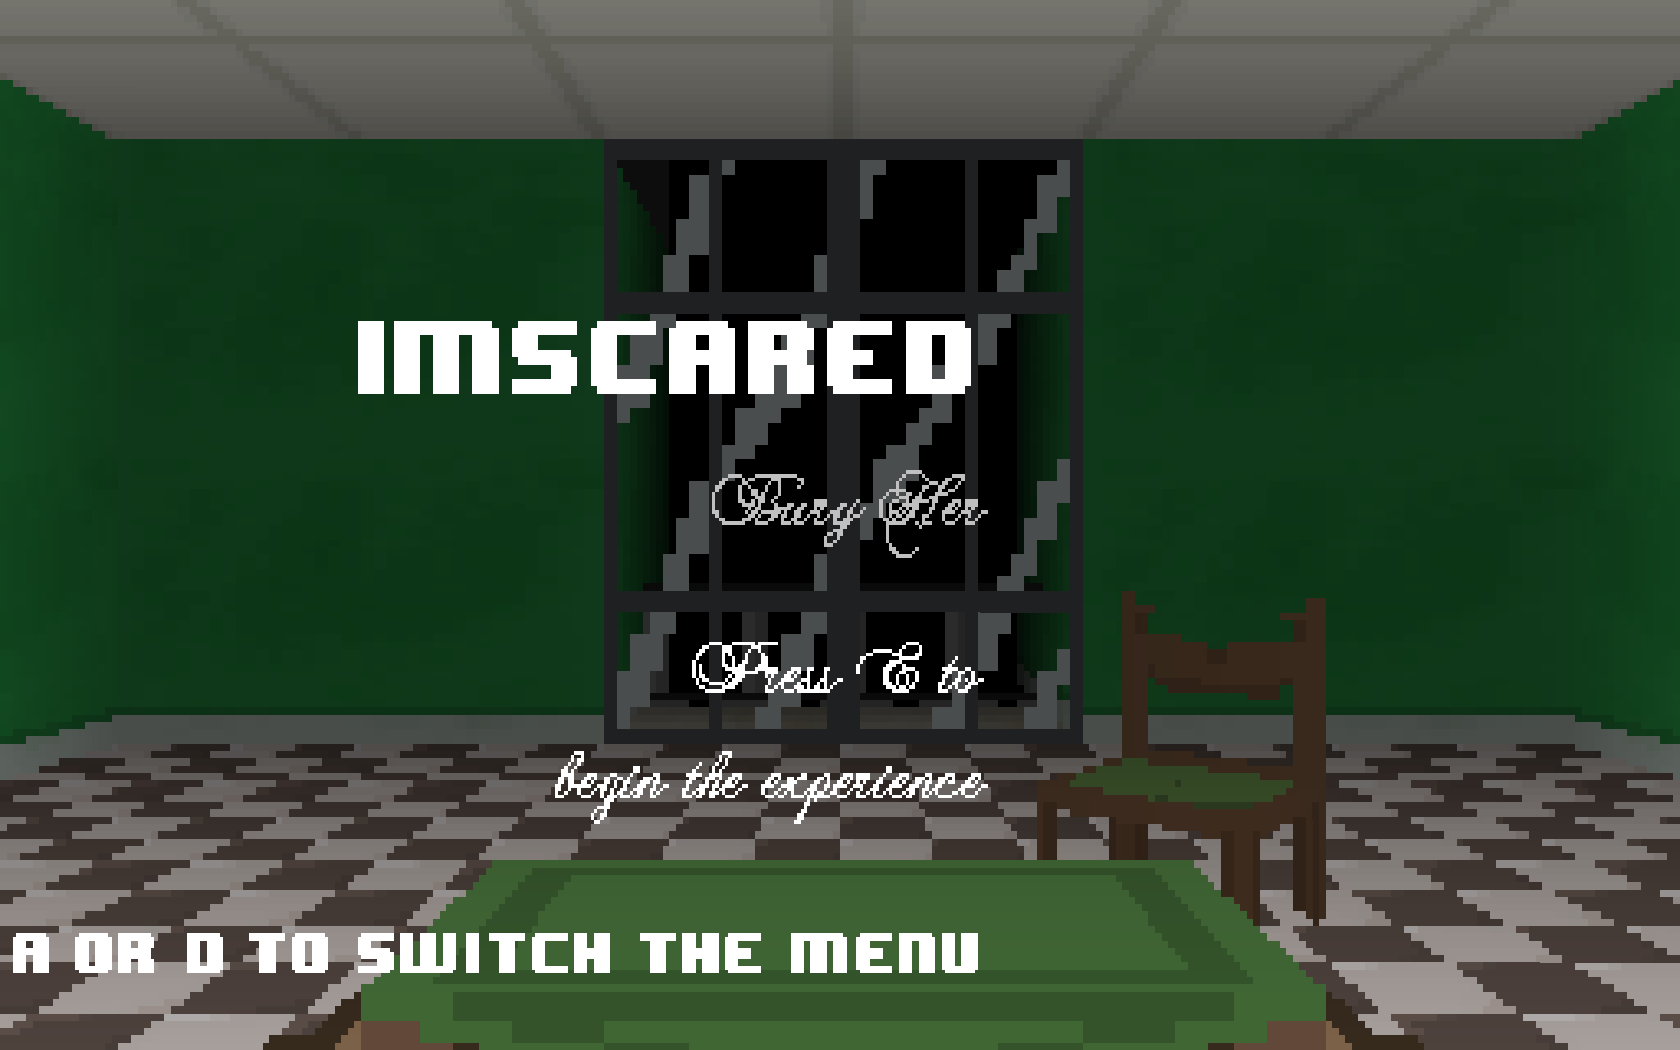 IMSCARED
Bury Her
Press E to
begin the experience
A OR D TO SWITCH THE MENU